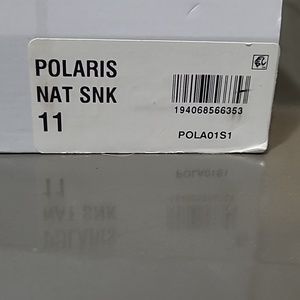 POLARIS
NAT SNK
11
194068566353
POLA01S1